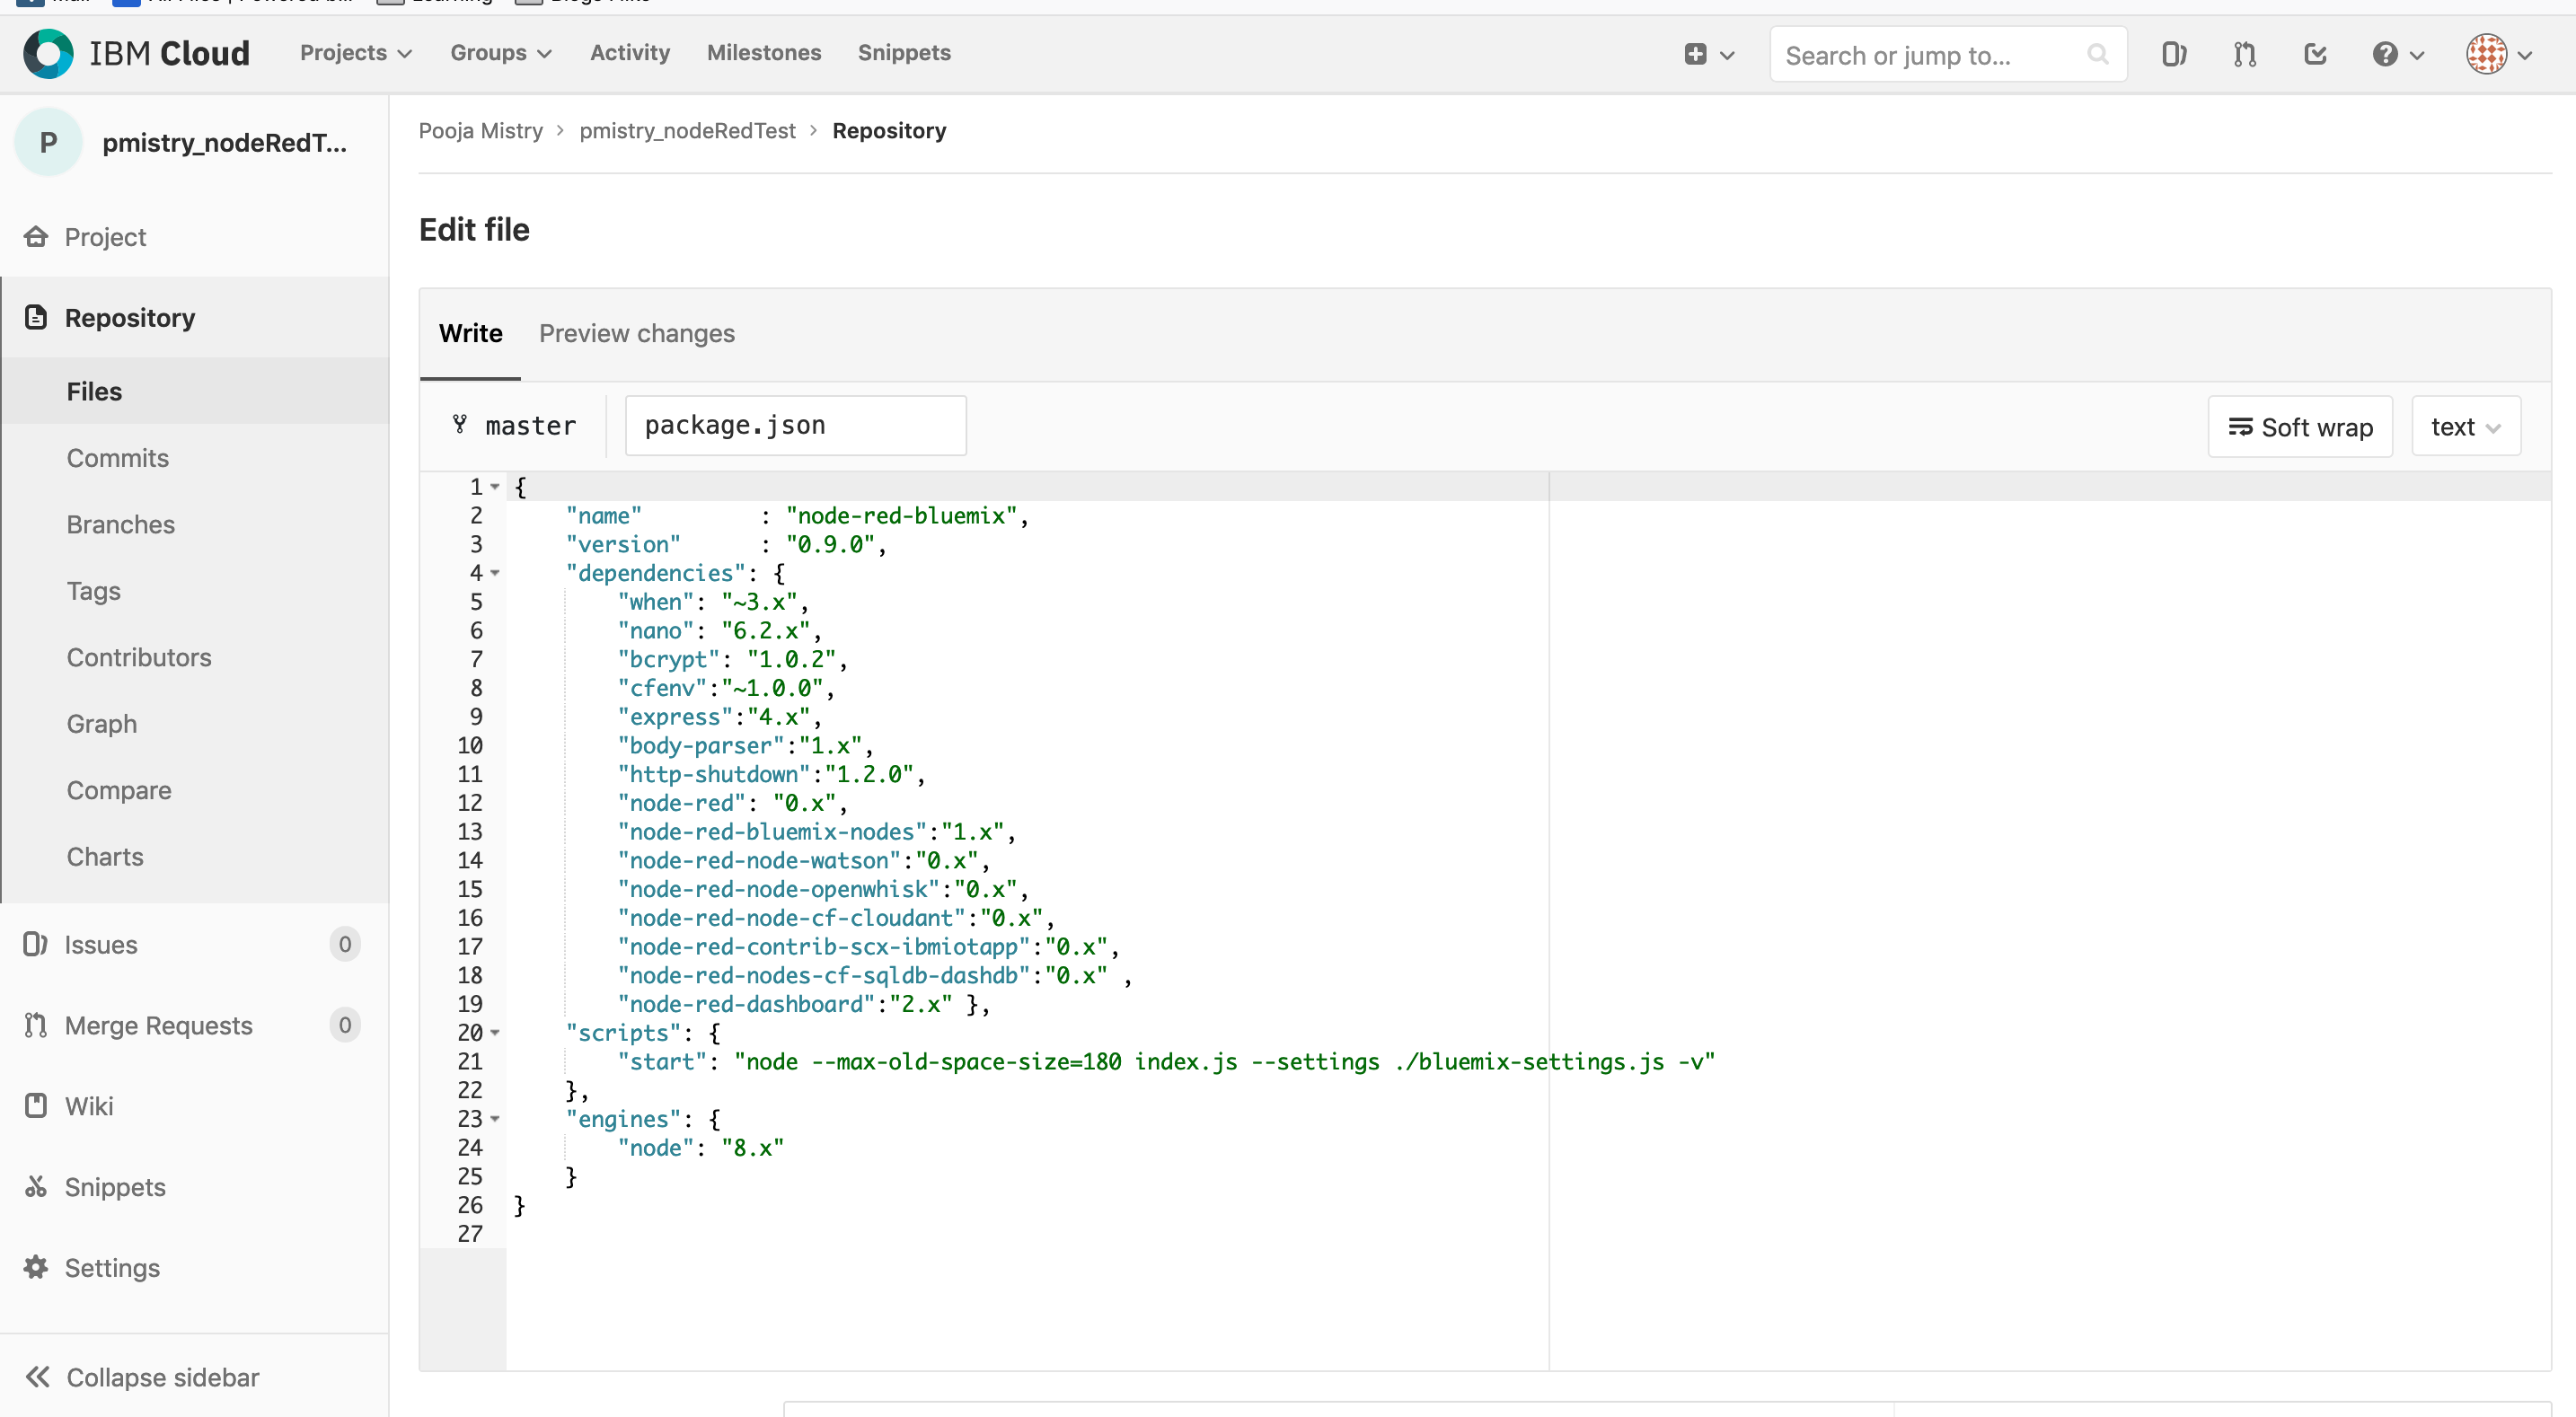 Learning
IBM Cloud Projects Groups Activity Milestones Snippets Search or jump to...
P pmistry_nodeRedT...
Project
Repository
Files
Commits
Branches
Tags
Contributors
Graph
Compare
Charts
Issues 0
Merge Requests 0
Wiki
Snippets
Settings
Collapse sidebar
Pooja Mistry > pmistry_nodeRedTest > Repository
Edit file
Write Preview changes
master package.json Soft wrap text
1 {
2     "name"         : "node-red-bluemix",
3     "version"      : "0.9.0",
4     "dependencies": {
5         "when": "~3.x",
6         "nano": "6.2.x",
7         "bcrypt": "1.0.2",
8         "cfenv":"~1.0.0",
9         "express":"4.x",
10         "body-parser":"1.x",
11         "http-shutdown":"1.2.0",
12         "node-red": "0.x",
13         "node-red-bluemix-nodes":"1.x",
14         "node-red-node-watson":"0.x",
15         "node-red-node-openwhisk":"0.x",
16         "node-red-node-cf-cloudant":"0.x",
17         "node-red-contrib-scx-ibmiotapp":"0.x",
18         "node-red-nodes-cf-sqldb-dashdb":"0.x" ,
19         "node-red-dashboard":"2.x" },
20     "scripts": {
21         "start": "node --max-old-space-size=180 index.js --settings ./bluemix-settings.js -v"
22     },
23     "engines": {
24         "node": "8.x"
25     }
26 }
27